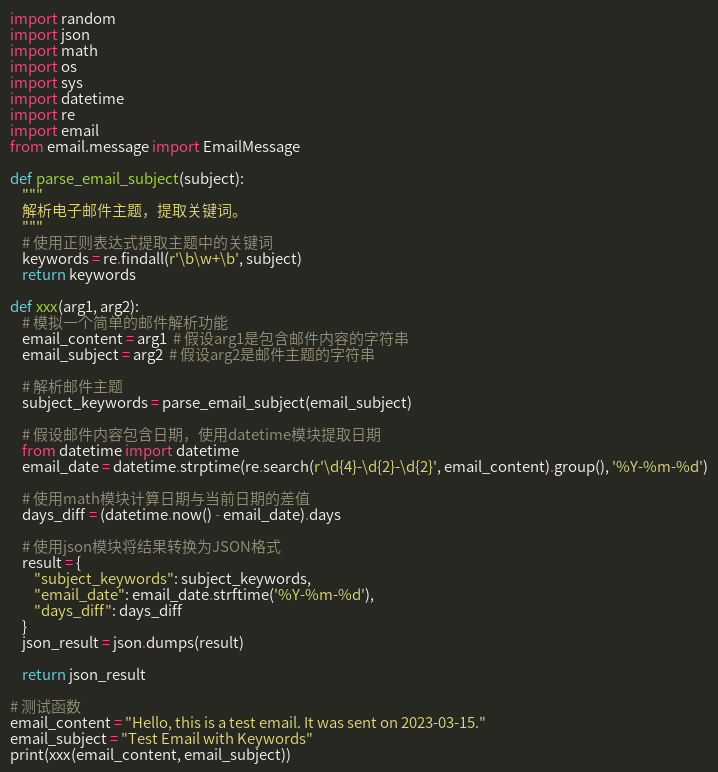 import random
import json
import math
import os
import sys
import datetime
import re
import email
from email.message import EmailMessage

def parse_email_subject(subject):
    """
    解析电子邮件主题，提取关键词。
    """
    # 使用正则表达式提取主题中的关键词
    keywords = re.findall(r'\b\w+\b', subject)
    return keywords

def xxx(arg1, arg2):
    # 模拟一个简单的邮件解析功能
    email_content = arg1  # 假设arg1是包含邮件内容的字符串
    email_subject = arg2  # 假设arg2是邮件主题的字符串

    # 解析邮件主题
    subject_keywords = parse_email_subject(email_subject)

    # 假设邮件内容包含日期，使用datetime模块提取日期
    from datetime import datetime
    email_date = datetime.strptime(re.search(r'\d{4}-\d{2}-\d{2}', email_content).group(), '%Y-%m-%d')

    # 使用math模块计算日期与当前日期的差值
    days_diff = (datetime.now() - email_date).days

    # 使用json模块将结果转换为JSON格式
    result = {
        "subject_keywords": subject_keywords,
        "email_date": email_date.strftime('%Y-%m-%d'),
        "days_diff": days_diff
    }
    json_result = json.dumps(result)

    return json_result

# 测试函数
email_content = "Hello, this is a test email. It was sent on 2023-03-15."
email_subject = "Test Email with Keywords"
print(xxx(email_content, email_subject))